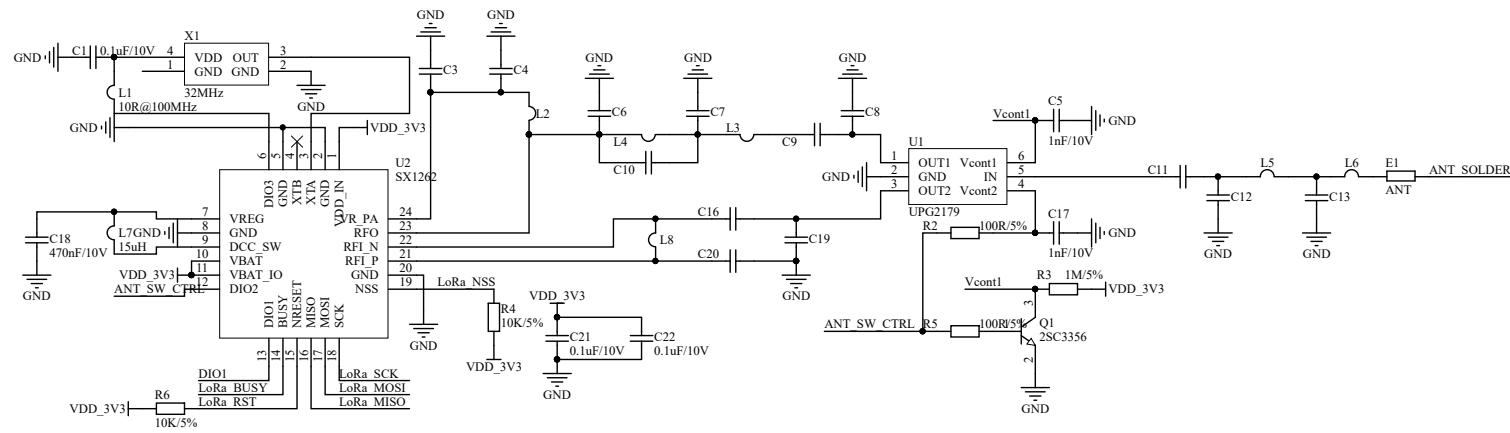 X1
C1
0.1uF/10V
GND
4
VDD
OUT
3
1
GND
GND
2
32MHz
GND
L1
10R@100MHz
GND
VDD_3V3
GND
GND
C3
C4
L2
GND
GND
C6
C7
L4
C10
L3
C9
GND
C8
U1
1
OUT1
Vcont1
6
2
GND
IN
5
3
OUT2
Vcont2
4
UPG2179
GND
Vcont1
C5
1nF/10V
GND
C11
C12
GND
L5
C13
GND
L6
E1
ANT
ANT_SOLDER
U2
SX1262
6
5
4
3
2
1
DIO3
GND
XTB
XTA
GND
VDD_IN
7
VREG
8
GND
9
DCC_SW
10
VBAT
11
VBAT_IO
12
DIO2
VR_PA
24
RFO
23
RFI_N
22
RFI_P
21
GND
20
NSS
19
DIO1
BUSY
NRESET
MISO
MOSI
SCK
13
14
15
16
17
18
C18
470nF/10V
GND
L7
GND
15uH
VDD_3V3
ANT_SW_CTRL
C16
L8
C20
C19
GND
GND
LoRa_NSS
R4
10K/5%
VDD_3V3
VDD_3V3
C21
0.1uF/10V
C22
0.1uF/10V
GND
R2
100R/5%
C17
1nF/10V
GND
Vcont1
R3
1M/5%
VDD_3V3
ANT_SW_CTRL
R5
100R/5%
1
3
Q1
2SC3356
2
GND
DIO1
LoRa_BUSY
LoRa_RST
LoRa_SCK
LoRa_MOSI
LoRa_MISO
VDD_3V3
R6
10K/5%